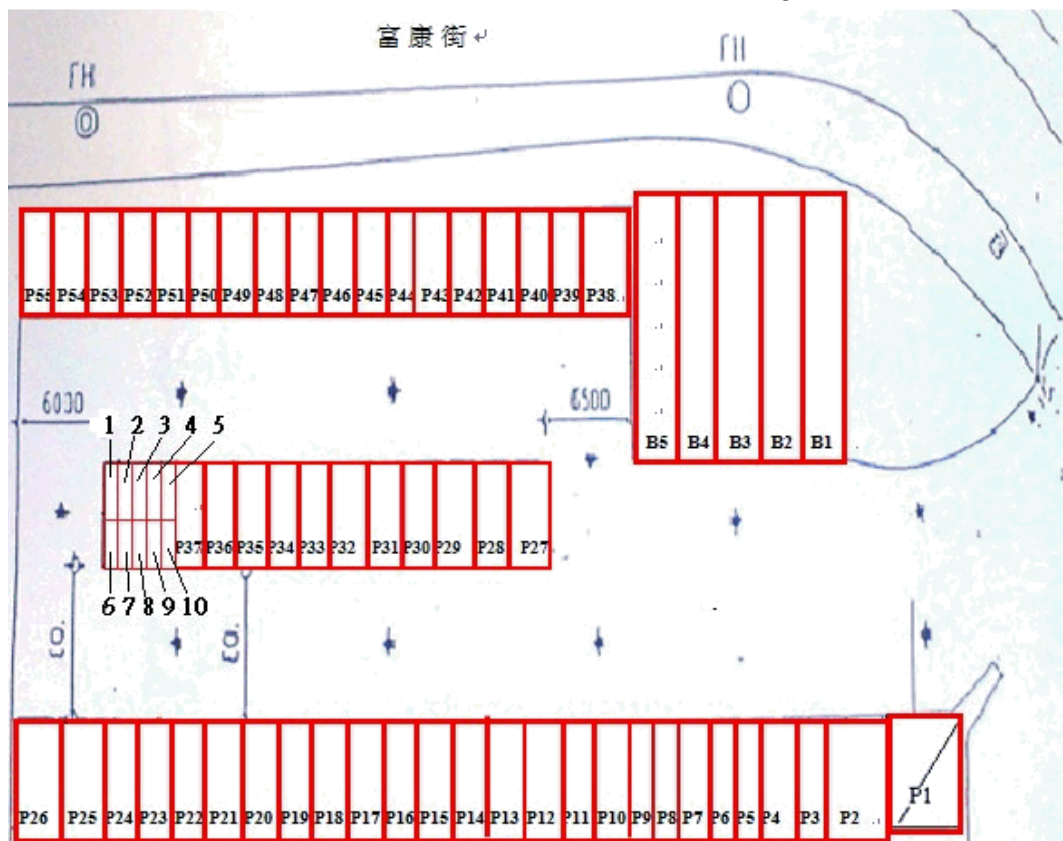 富康街
ГН
ГП
P55 P54 P53 P52 P51 P50 P49 P48 P47 P46 P45 P44 P43 P42 P41 P40 P39 P38
6000
6500
B5 B4 B3 B2 B1
1 2 3 4 5
P37 P36 P35 P34 P33 P32 P31 P30 P29 P28 P27
6 7 8 9 10
P26 P25 P24 P23 P22 P21 P20 P19 P18 P17 P16 P15 P14 P13 P12 P11 P10 P9 P8 P7 P6 P5 P4 P3 P2 P1